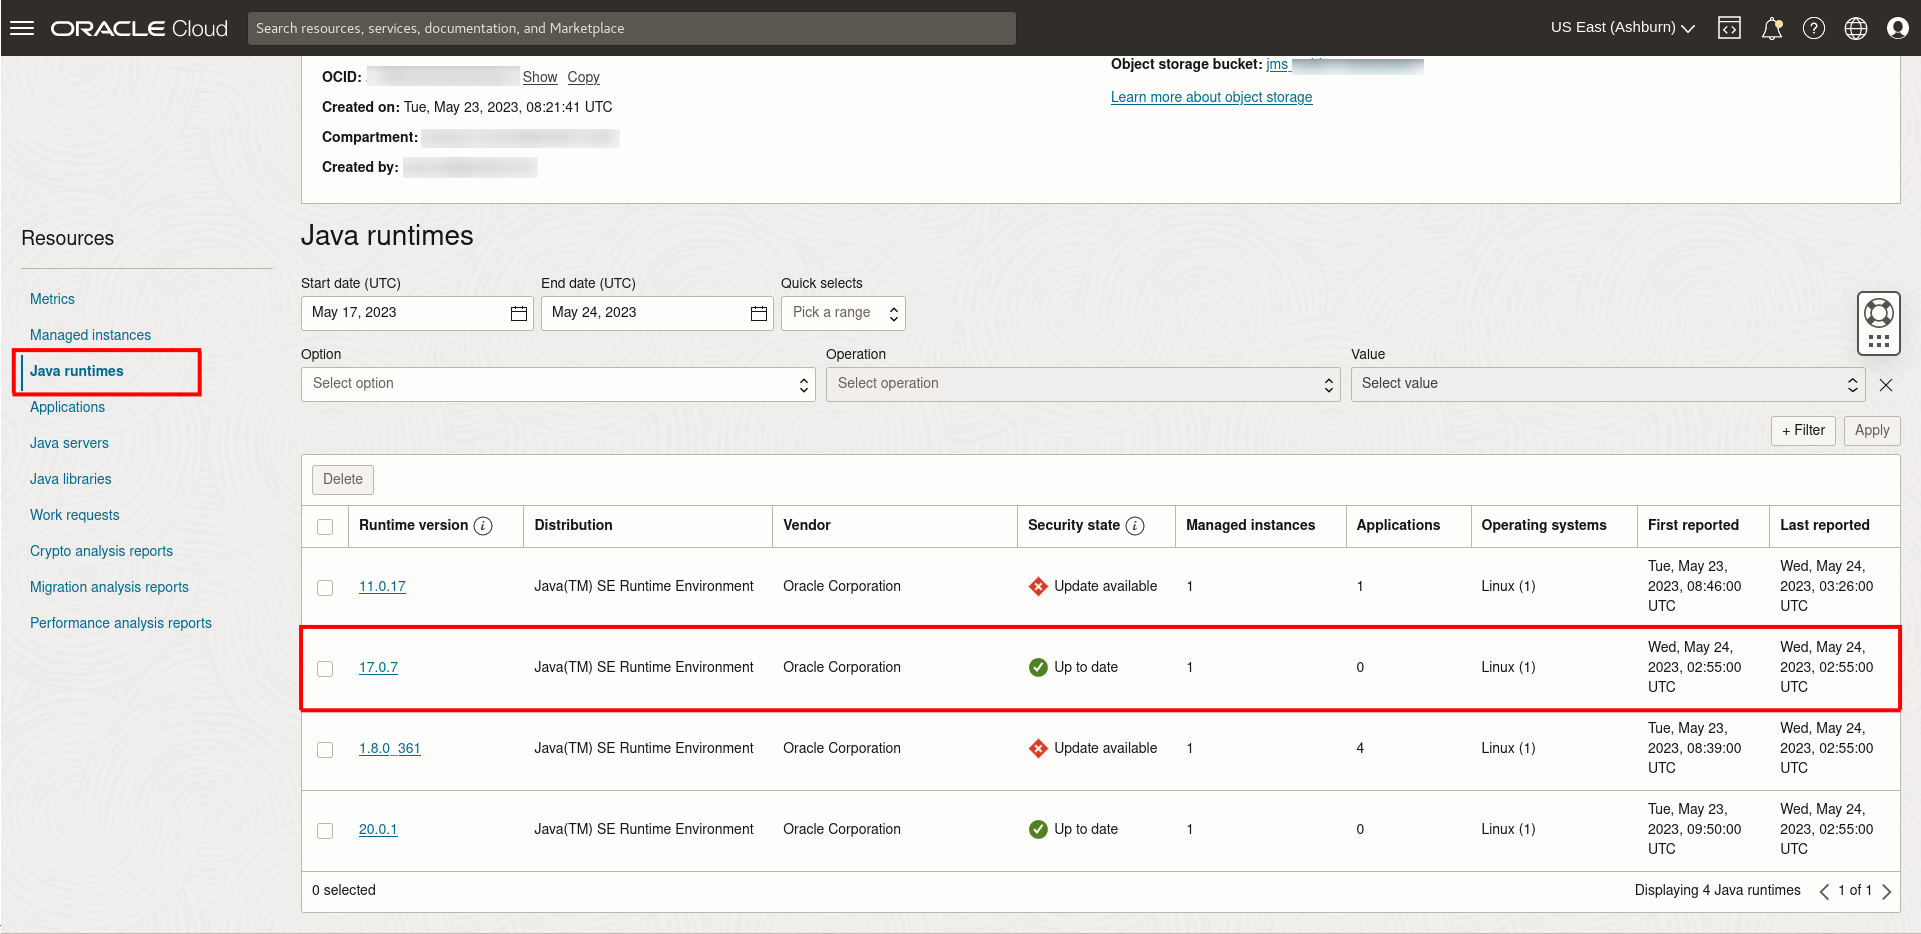 ORACLE Cloud
Search resources, services, documentation, and Marketplace
US East (Ashburn)
OCID: Show Copy
Created on: Tue, May 23, 2023, 08:21:41 UTC
Compartment:
Created by:
Object storage bucket: jms_
Learn more about object storage
Resources
Metrics
Managed instances
Java runtimes
Applications
Java servers
Java libraries
Work requests
Crypto analysis reports
Migration analysis reports
Performance analysis reports
Java runtimes
Start date (UTC) End date (UTC) Quick selects
May 17, 2023 May 24, 2023 Pick a range
Option Operation Value
Select option Select operation Select value
+ Filter Apply
Delete
Runtime version Distribution Vendor Security state Managed instances Applications Operating systems First reported Last reported
11.0.17 Java(TM) SE Runtime Environment Oracle Corporation Update available 1 1 Linux (1) Tue, May 23, 2023, 08:46:00 UTC Wed, May 24, 2023, 03:26:00 UTC
17.0.7 Java(TM) SE Runtime Environment Oracle Corporation Up to date 1 0 Linux (1) Wed, May 24, 2023, 02:55:00 UTC Wed, May 24, 2023, 02:55:00 UTC
1.8.0_361 Java(TM) SE Runtime Environment Oracle Corporation Update available 1 4 Linux (1) Tue, May 23, 2023, 08:39:00 UTC Wed, May 24, 2023, 02:55:00 UTC
20.0.1 Java(TM) SE Runtime Environment Oracle Corporation Up to date 1 0 Linux (1) Tue, May 23, 2023, 09:50:00 UTC Wed, May 24, 2023, 02:55:00 UTC
0 selected Displaying 4 Java runtimes 1 of 1